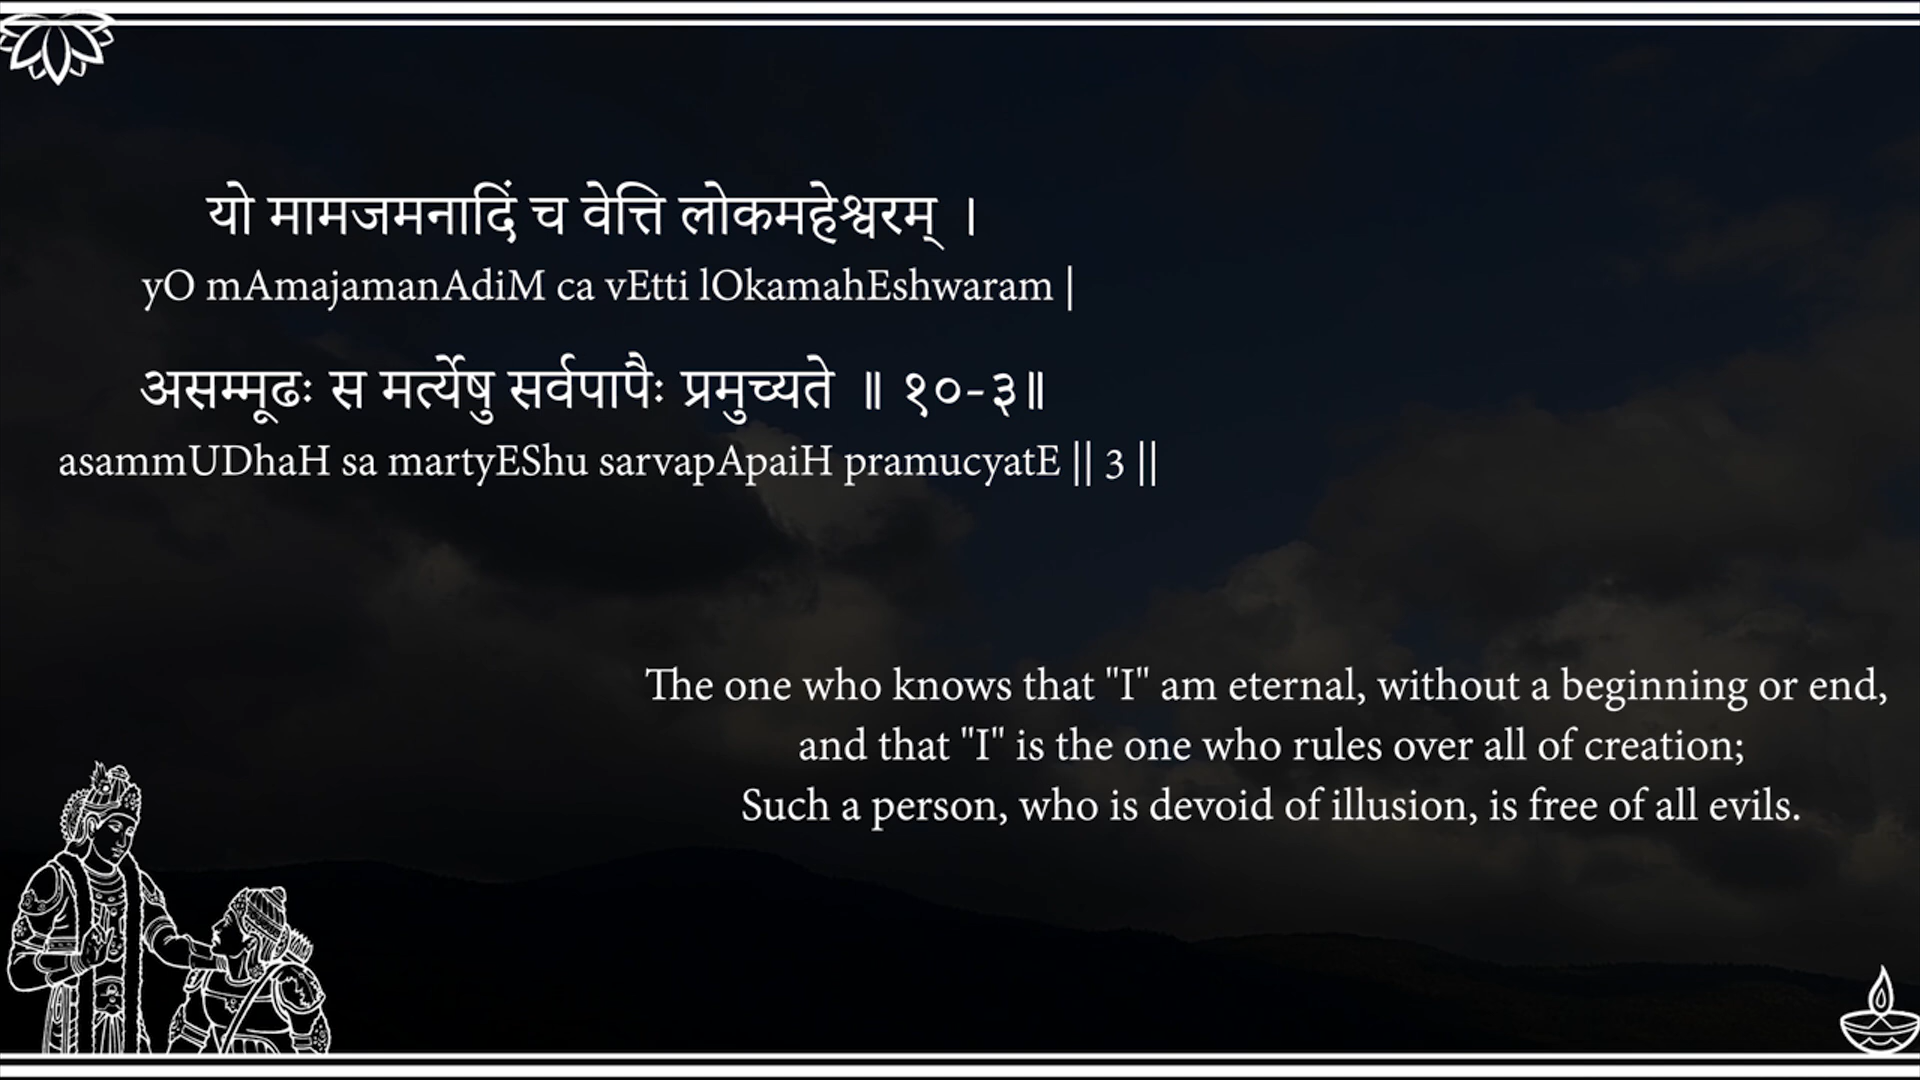 यो मामजमनादिं च वेत्ति लोकमहेश्वरम् ।
yO mAmajamanAdiM ca vEtti lOkamahEshwaram |
असम्मूढः स मर्त्येषु सर्वपापैः प्रमुच्यते ॥ १०-३॥
asammUDhaH sa martyEShu sarvapApaiH pramucyatE || 3 ||
The one who knows that "I" am eternal, without a beginning or end,
and that "I" is the one who rules over all of creation;
Such a person, who is devoid of illusion, is free of all evils.